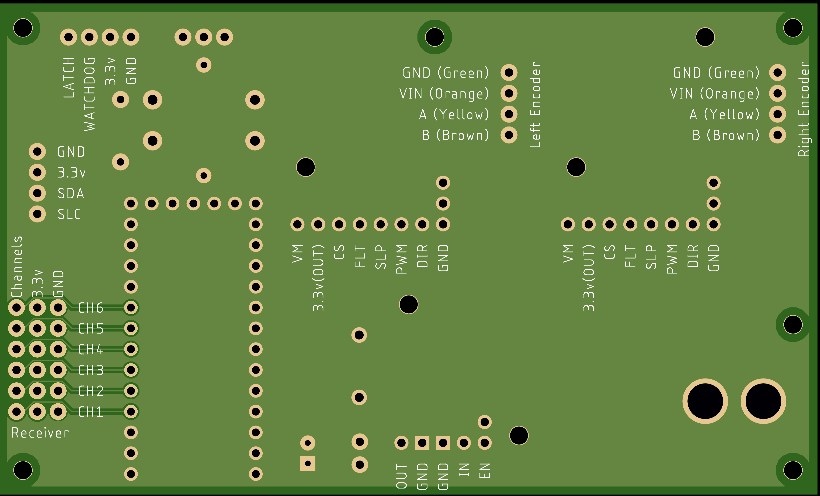 LATCH
WATCHDOG
3.3v
GND
GND (Green)
VIN (Orange)
A (Yellow)
B (Brown)
Left Encoder
GND (Green)
VIN (Orange)
A (Yellow)
B (Brown)
Right Encoder
GND
3.3v
SDA
SLC
VM
3.3v(OUT)
CS
FLT
SLP
PWM
DIR
GND
VM
3.3v(OUT)
CS
FLT
SLP
PWM
DIR
GND
Channels
3.3v
GND
CH6
CH5
CH4
CH3
CH2
CH1
Receiver
OUT
GND
GND
IN
EN